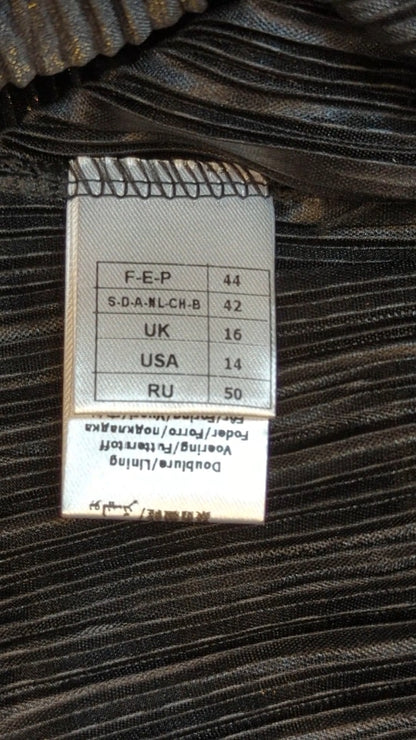 F-E-P 44
S-D-A-NL-CH-B 42
UK 16
USA 14
RU 50
Doublure/Lining
Voering/Futterstoff
Foder/Forro/подкладка